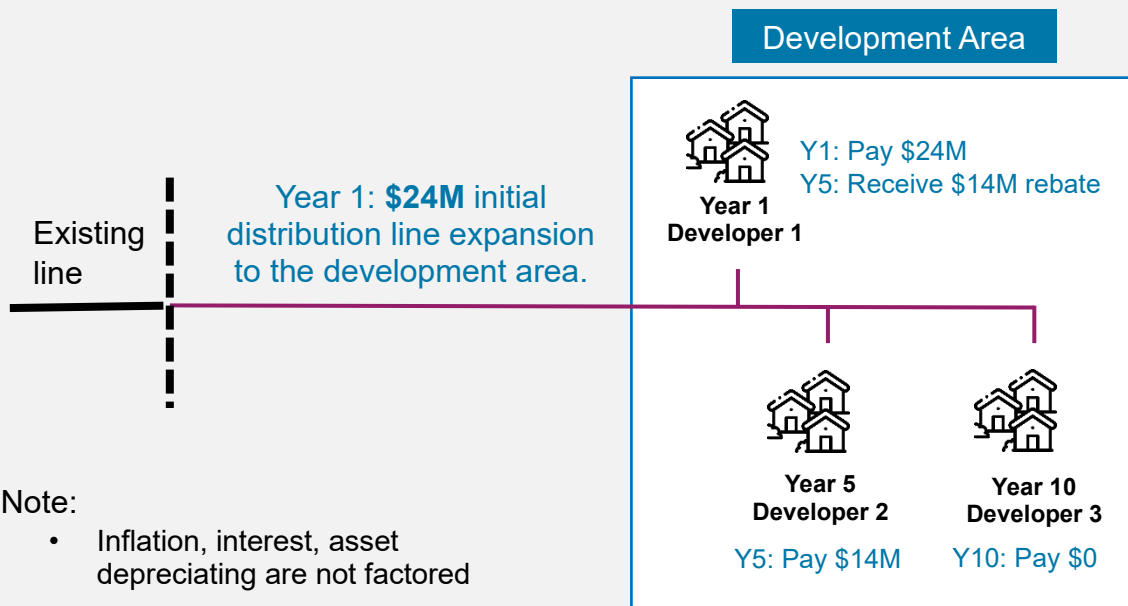 Development Area
Y1: Pay $24M
Y5: Receive $14M rebate
Year 1
Developer 1
Existing
line
Year 1: $24M initial
distribution line expansion
to the development area.
Year 5
Developer 2
Y5: Pay $14M
Year 10
Developer 3
Y10: Pay $0
Note:
• Inflation, interest, asset
depreciating are not factored